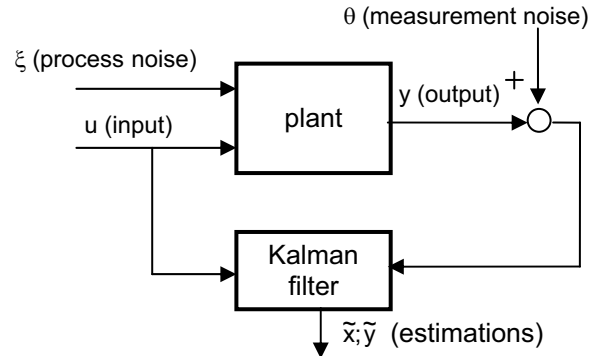 θ (measurement noise)
ξ (process noise)
+
y (output)
plant
u (input)
Kalman
filter
x̃;ỹ (estimations)